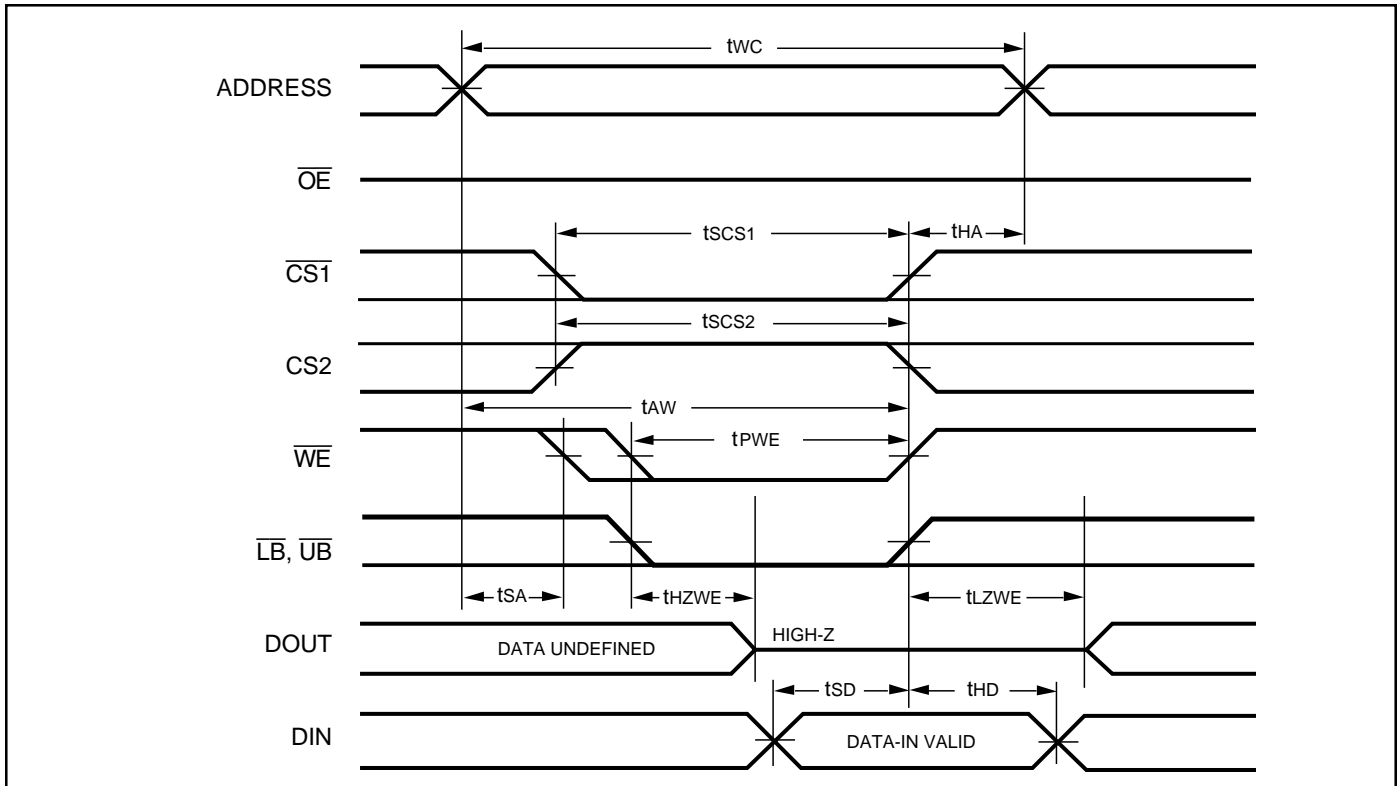 tWC
ADDRESS
OE
tSCS1
tHA
CS1
tSCS2
CS2
tAW
tPWE
WE
LB, UB
tSA
tHZWE
tLZWE
DOUT
DATA UNDEFINED
HIGH-Z
tSD
tHD
DIN
DATA-IN VALID